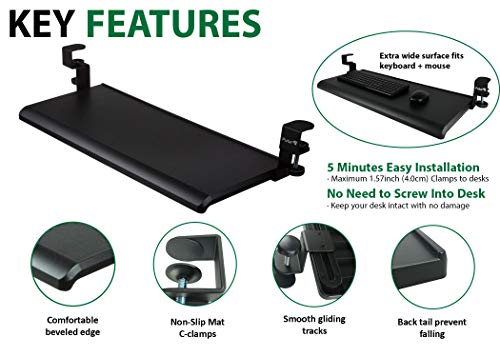 KEY FEATURES
Extra wide surface fits
keyboard + mouse
5 Minutes Easy Installation
- Maximum 1.57inch (4.0cm) Clamps to desks
No Need to Screw Into Desk
- Keep your desk intact with no damage
Comfortable
beveled edge
Non-Slip Mat
C-clamps
Smooth gliding
tracks
Back tail prevent
falling